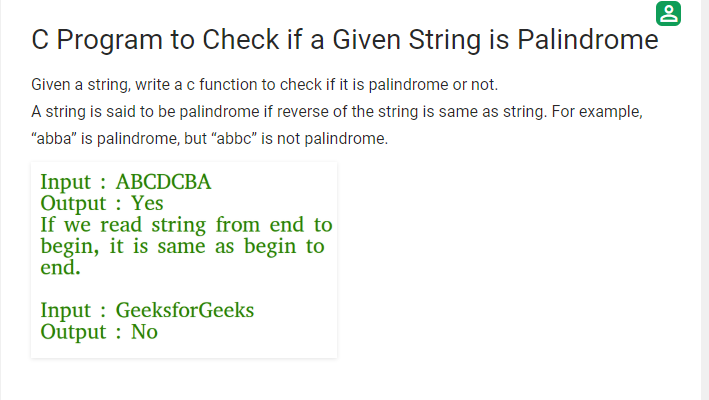 C Program to Check if a Given String is Palindrome
Given a string, write a c function to check if it is palindrome or not.
A string is said to be palindrome if reverse of the string is same as string. For example,
“abba” is palindrome, but “abbc” is not palindrome.
Input : ABCDCBA
Output : Yes
If we read string from end to
begin, it is same as begin to
end.
Input : GeeksforGeeks
Output : No